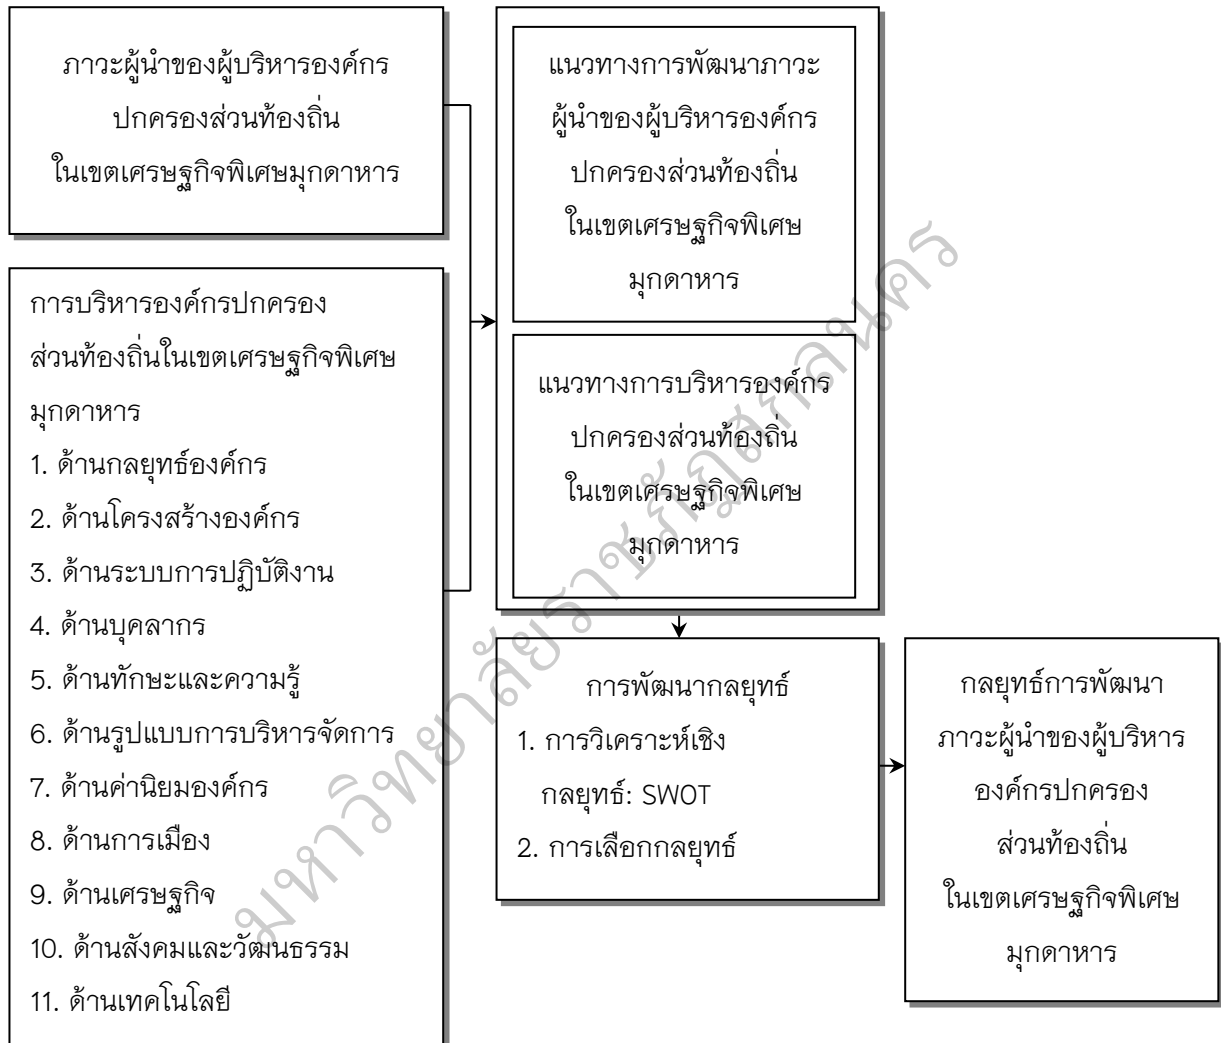 ภาวะผู้นำของผู้บริหารองค์กร
ปกครองส่วนท้องถิ่น
ในเขตเศรษฐกิจพิเศษมุกดาหาร
การบริหารองค์กรปกครอง
ส่วนท้องถิ่นในเขตเศรษฐกิจพิเศษ
มุกดาหาร
1. ด้านกลยุทธ์องค์กร
2. ด้านโครงสร้างองค์กร
3. ด้านระบบการปฏิบัติงาน
4. ด้านบุคลากร
5. ด้านทักษะและความรู้
6. ด้านรูปแบบการบริหารจัดการ
7. ด้านค่านิยมองค์กร
8. ด้านการเมือง
9. ด้านเศรษฐกิจ
10. ด้านสังคมและวัฒนธรรม
11. ด้านเทคโนโลยี
แนวทางการพัฒนาภาวะ
ผู้นำของผู้บริหารองค์กร
ปกครองส่วนท้องถิ่น
ในเขตเศรษฐกิจพิเศษ
มุกดาหาร
แนวทางการบริหารองค์กร
ปกครองส่วนท้องถิ่น
ในเขตเศรษฐกิจพิเศษ
มุกดาหาร
การพัฒนากลยุทธ์
1. การวิเคราะห์เชิง
กลยุทธ์: SWOT
2. การเลือกกลยุทธ์
กลยุทธ์การพัฒนา
ภาวะผู้นำของผู้บริหาร
องค์กรปกครอง
ส่วนท้องถิ่น
ในเขตเศรษฐกิจพิเศษ
มุกดาหาร
มหาวิทยาลัยราชภัฏสกลนคร